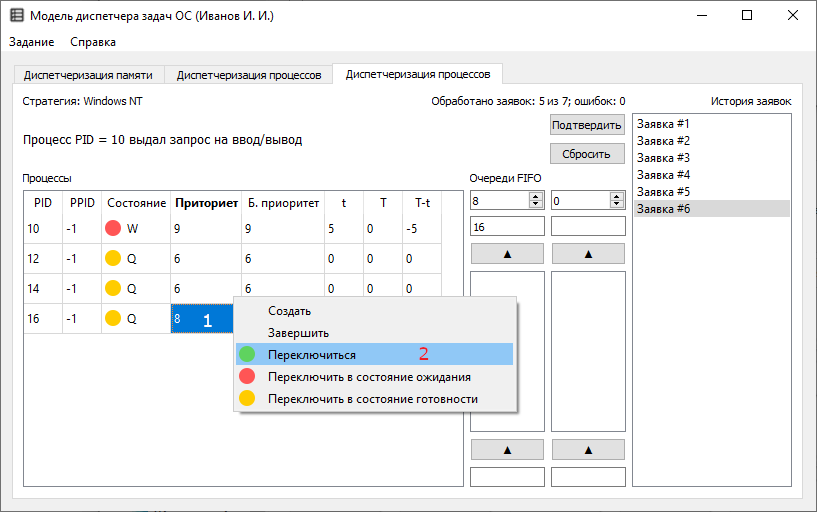 Модель диспетчера задач ОС (Иванов И. И.)
Задание Справка
Диспетчеризация памяти Диспетчеризация процессов Диспетчеризация процессов
Стратегия: Windows NT Обработано заявок: 5 из 7; ошибок: 0 История заявок
Процесс PID = 10 выдал запрос на ввод/вывод
Подтвердить
Сбросить
Заявка #1
Заявка #2
Заявка #3
Заявка #4
Заявка #5
Заявка #6
Процессы
PID PPID Состояние Приториет Б. приоритет t T T-t
10 -1 W 9 9 5 0 -5
12 -1 Q 6 6 0 0 0
14 -1 Q 6 6 0 0 0
16 -1 Q 8 1
Создать
Завершить
Переключиться 2
Переключить в состояние ожидания
Переключить в состояние готовности
Очереди FIFO
8 0
16
▲ ▲
▲ ▲